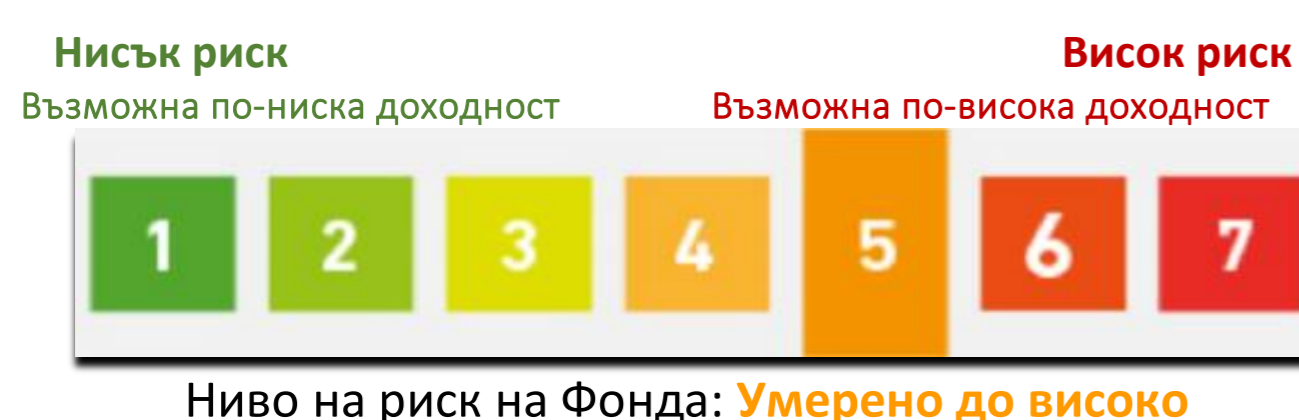 Нисък риск Висок риск
Възможна по-ниска доходност Възможна по-висока доходност
1 2 3 4 5 6 7
Ниво на риск на Фонда: Умерено до високо